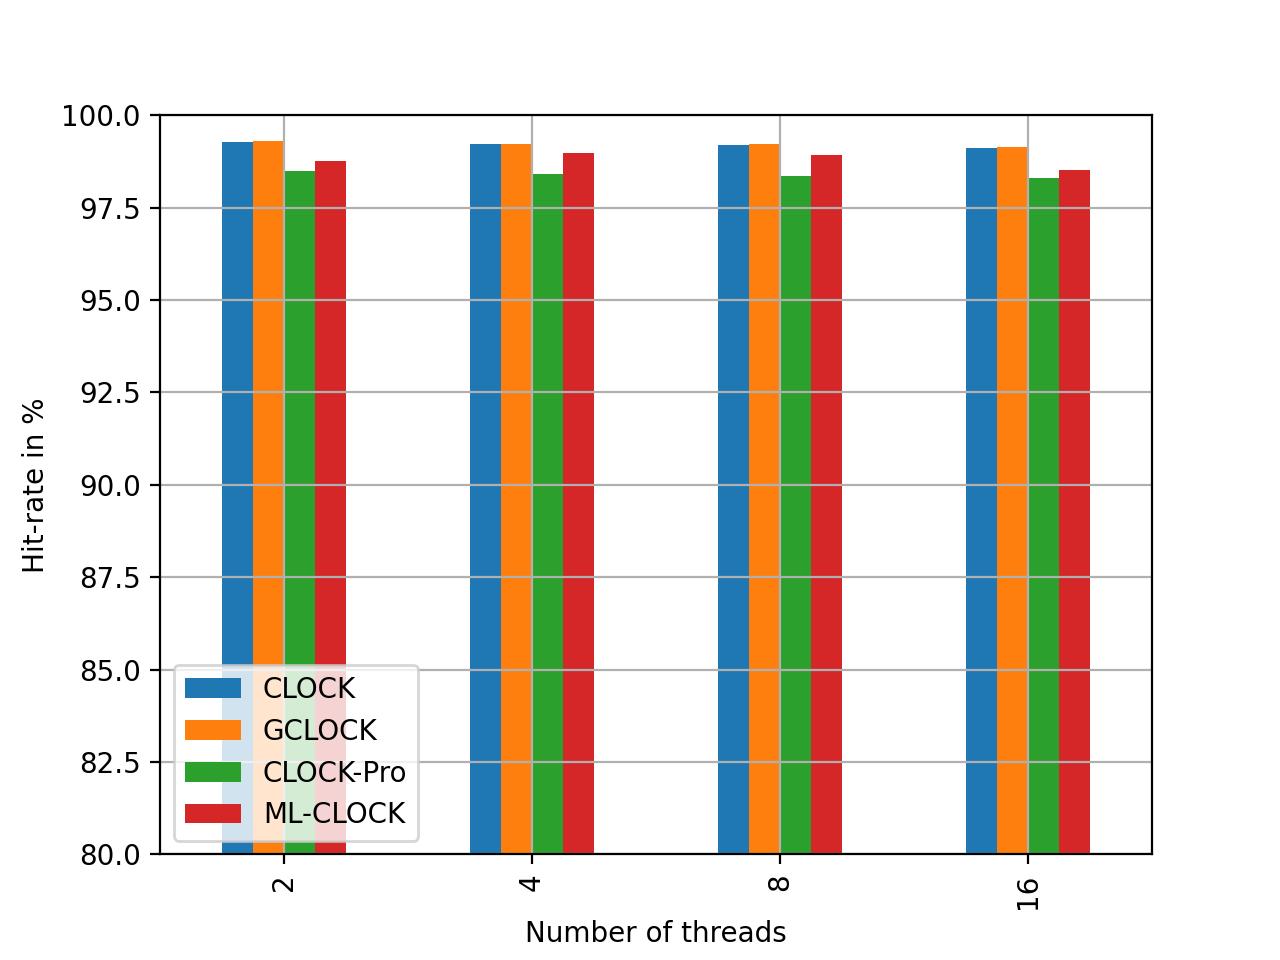 100.0
97.5
95.0
92.5
90.0
87.5
85.0
82.5
80.0
Hit-rate in %
CLOCK
GCLOCK
CLOCK-Pro
ML-CLOCK
2 4 8 16
Number of threads